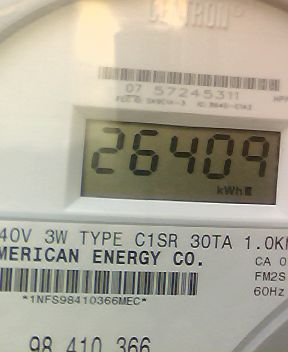 CENTRON
07 57245311
26409
kWh
40V 3W TYPE C1SR 30TA 1.0K
MERICAN ENERGY CO.
CA 0
FM2S
*1NFS98410366MEC*
60Hz
98 410 366